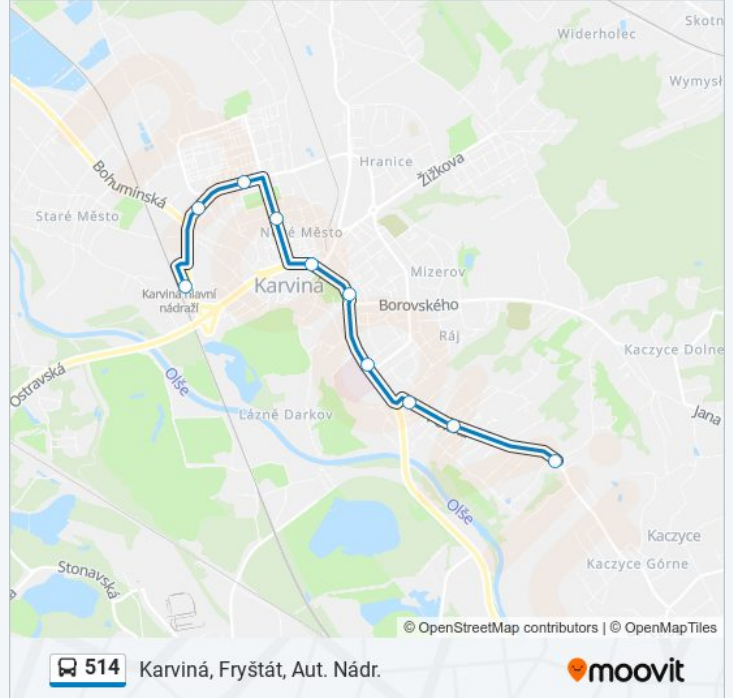 Skotn
Widerholec
Wymysł
Hranice
Žižkova
Bohumínská
Staré Město
Nové Město
Mizerov
Karviná hlavní
nádraží
Karviná
Borovského
Ráj
Kaczyce Dolne
Ostravská
Olše
Lázně Darkov
Jana
Olše
Kaczyce
Kaczyce Górne
Stonavská
© OpenStreetMap contributors | © OpenMapTiles
514 Karviná, Fryštát, Aut. Nádr.
moovit